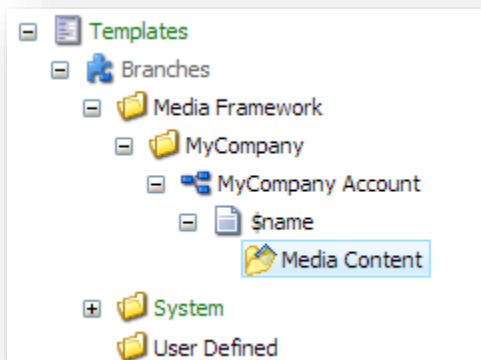 Templates
Branches
Media Framework
MyCompany
MyCompany Account
$name
Media Content
System
User Defined